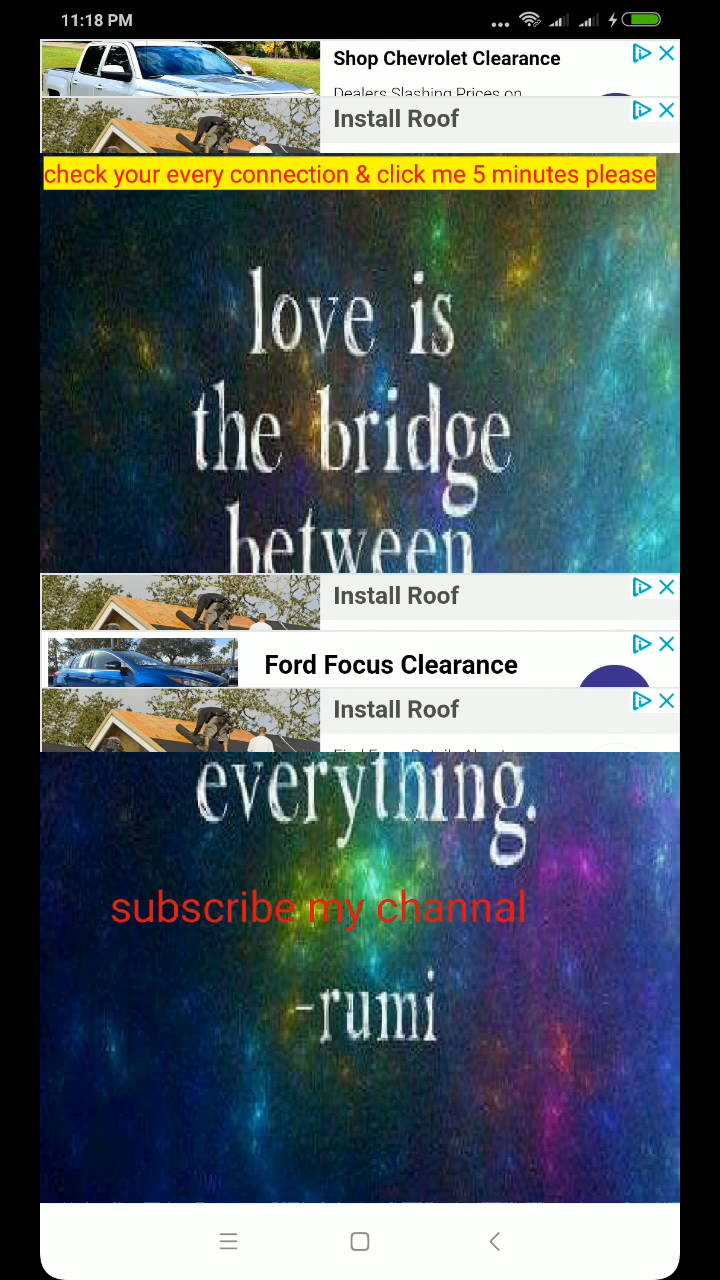 11:18 PM
Shop Chevrolet Clearance
Dealers Slashing Prices on
Install Roof
check your every connection & click me 5 minutes please
love is
the bridge
between
Install Roof
Ford Focus Clearance
Install Roof
everything.
subscribe my channal
-rumi